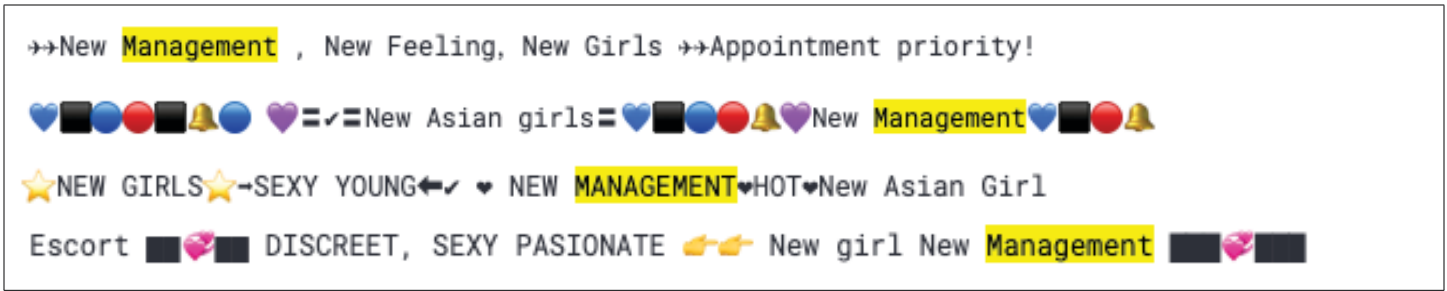 ✈✈New Management , New Feeling, New Girls ✈✈Appointment priority!
💙⬛🔵🔴⬛🔔🔵 💜〓✔〓New Asian girls〓💙⬛🔵🔴🔔💜New Management💙⬛🔴🔔
⭐NEW GIRLS⭐➡SEXY YOUNG⬅✔ ❤ NEW MANAGEMENT❤HOT❤New Asian Girl
Escort ██💞██ DISCREET, SEXY PASIONATE 👉👉 New girl New Management ███💞███